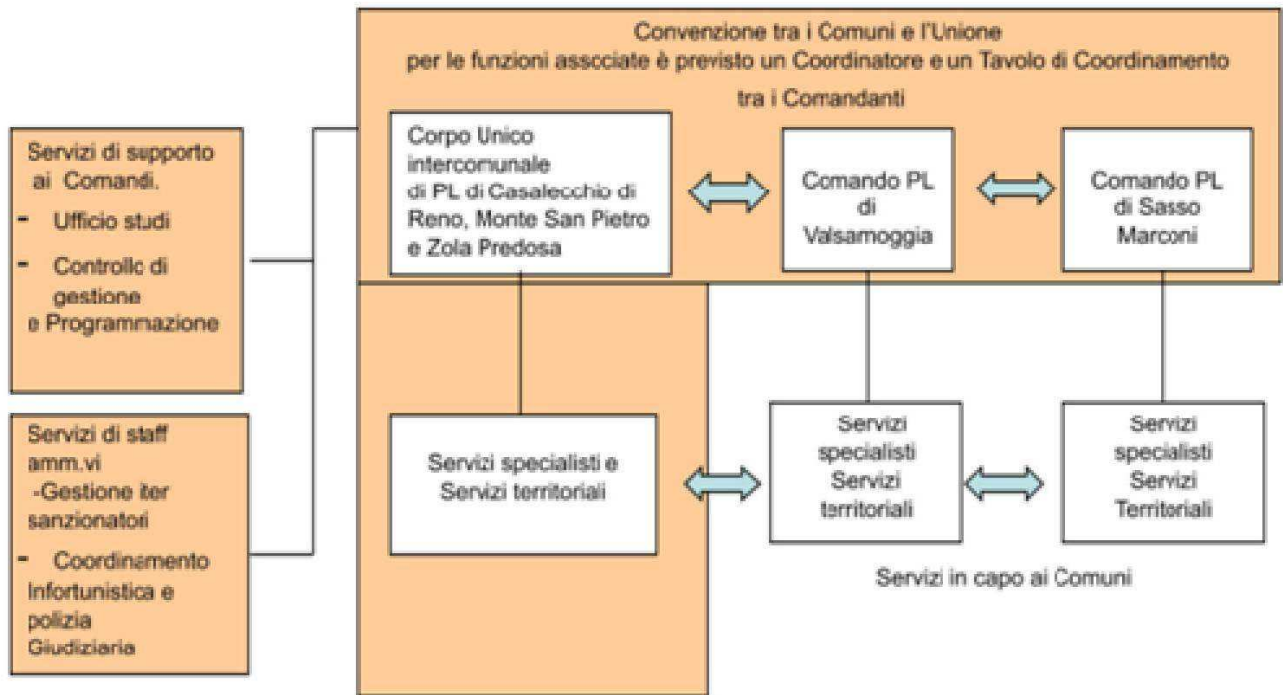 Convenzione tra i Comuni e l'Unione
per le funzioni associate è previsto un Coordinatore e un Tavolo di Coordinamento
tra i Comandanti
Servizi di supporto
ai Comandi.
- Ufficio studi
- Controllo di
gestione
e Programmazione
Corpo Unico
intercomunale
di PL di Casalecchio di
Reno, Monte San Pietro
e Zola Predosa
Comando PL
di
Valsamoggia
Comando PL
di Sasso
Marconi
Servizi di staff
amm.vi
-Gestione iter
sanzionatori
- Coordinamento
Infortunistica e
polizia
Giudiziaria
Servizi specialisti e
Servizi territoriali
Servizi
specialisti
Servizi
territoriali
Servizi
specialisti
Servizi
Territoriali
Servizi in capo ai Comuni